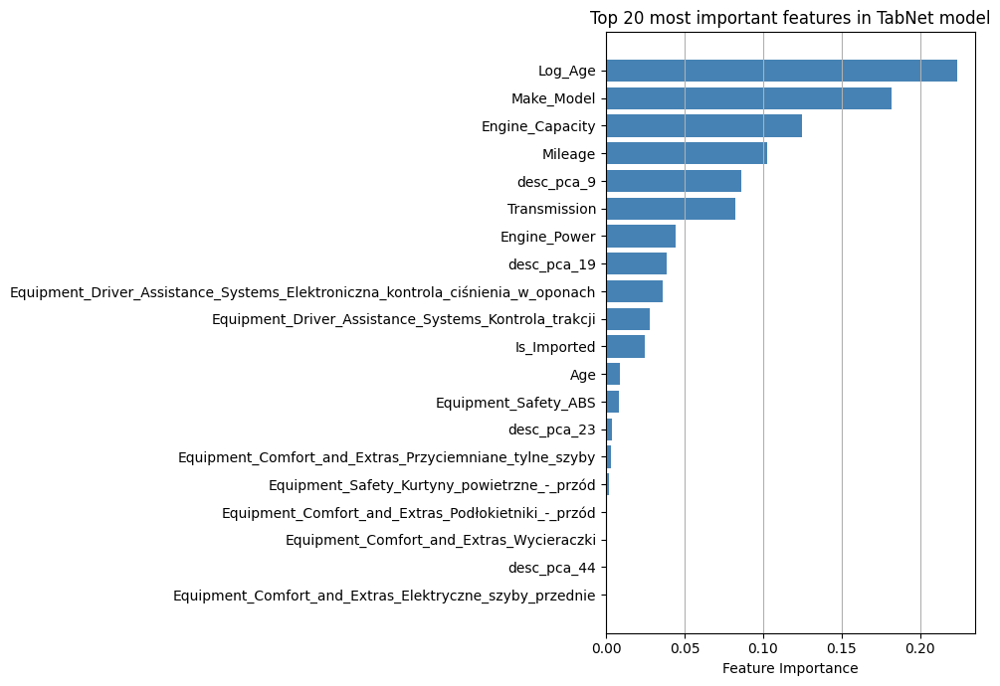 Top 20 most important features in TabNet model
Log_Age
Make_Model
Engine_Capacity
Mileage
desc_pca_9
Transmission
Engine_Power
desc_pca_19
Equipment_Driver_Assistance_Systems_Elektroniczna_kontrola_ciśnienia_w_oponach
Equipment_Driver_Assistance_Systems_Kontrola_trakcji
Is_Imported
Age
Equipment_Safety_ABS
desc_pca_23
Equipment_Comfort_and_Extras_Przyciemniane_tylne_szyby
Equipment_Safety_Kurtyny_powietrzne_-_przód
Equipment_Comfort_and_Extras_Podłokietniki_-_przód
Equipment_Comfort_and_Extras_Wycieraczki
desc_pca_44
Equipment_Comfort_and_Extras_Elektryczne_szyby_przednie
0.00 0.05 0.10 0.15 0.20
Feature Importance